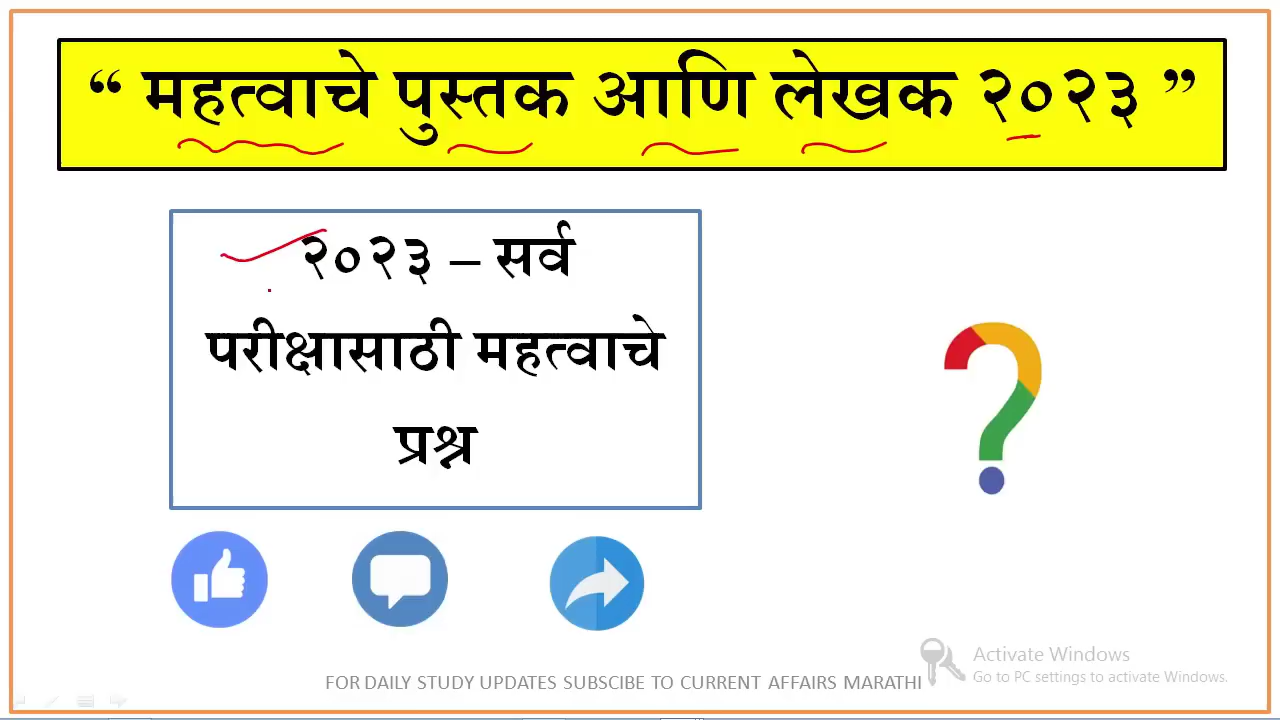 “ महत्वाचे पुस्तक आणि लेखक २०२३ ”
२०२३ – सर्व
परीक्षासाठी महत्वाचे
प्रश्न
Activate Windows
Go to PC settings to activate Windows.
FOR DAILY STUDY UPDATES SUBSCIBE TO CURRENT AFFAIRS MARATHI